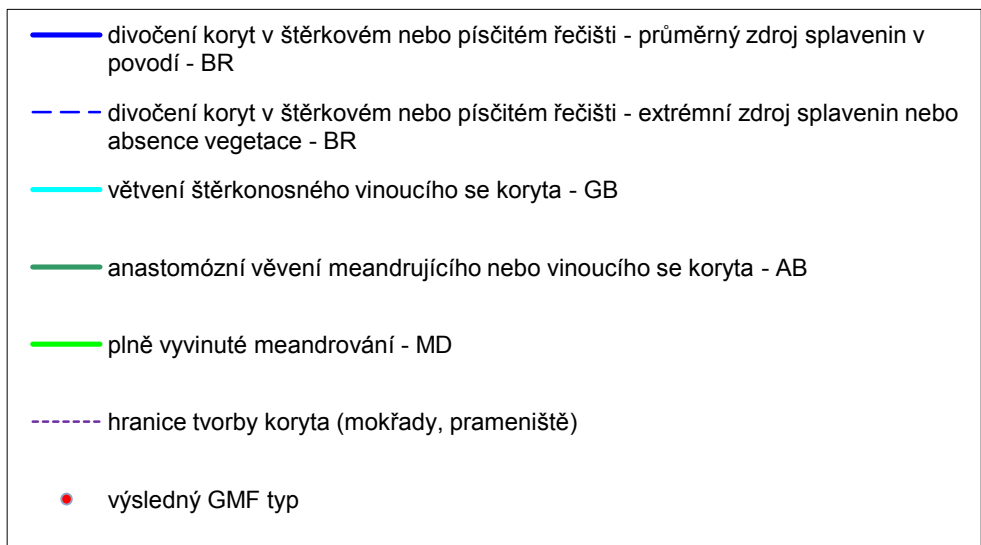 divočení koryt v štěrkovém nebo písčitém řečišti - průměrný zdroj splavenin v
povodí - BR
divočení koryt v štěrkovém nebo písčitém řečišti - extrémní zdroj splavenin nebo
absence vegetace - BR
větvení štěrkonosného vinoucího se koryta - GB
anastomózní věvení meandrujícího nebo vinoucího se koryta - AB
plně vyvinuté meandrování - MD
hranice tvorby koryta (mokřady, prameniště)
výsledný GMF typ